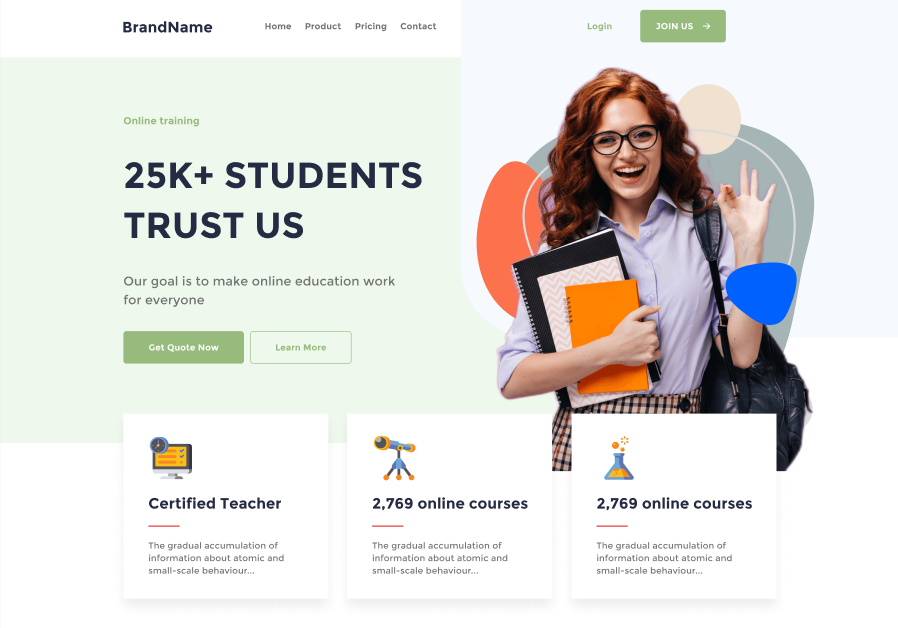 BrandName
Home Product Pricing Contact
Login
JOIN US
Online training
25K+ STUDENTS
TRUST US
Our goal is to make online education work
for everyone
Get Quote Now
Learn More
Certified Teacher
The gradual accumulation of
information about atomic and
small-scale behaviour...
2,769 online courses
The gradual accumulation of
information about atomic and
small-scale behaviour...
2,769 online courses
The gradual accumulation of
information about atomic and
small-scale behaviour...